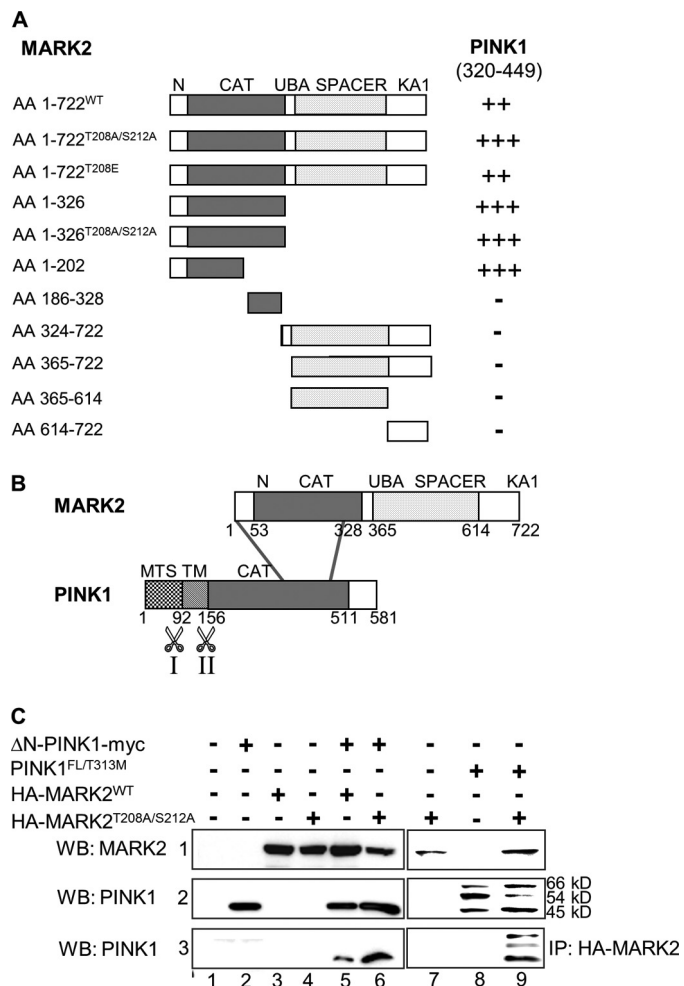 A
MARK2 PINK1
(320-449)
N CAT UBA SPACER KA1
AA 1-722WT ++
AA 1-722T208A/S212A +++
AA 1-722T208E ++
AA 1-326 +++
AA 1-326T208A/S212A +++
AA 1-202 +++
AA 186-328 -
AA 324-722 -
AA 365-722 -
AA 365-614 -
AA 614-722 -
B
N CAT UBA SPACER KA1
MARK2
1 53 328 365 614 722
MTS TM CAT
PINK1
1 92 156 511 581
I II
C
ΔN-PINK1-myc - + - - + + - - -
PINK1FL/T313M - - - - - - - + +
HA-MARK2WT - - + - + - - - -
HA-MARK2T208A/S212A - - - + - + + - +
WB: MARK2 1
WB: PINK1 2 66 kD
54 kD
45 kD
WB: PINK1 3 IP: HA-MARK2
1 2 3 4 5 6 7 8 9